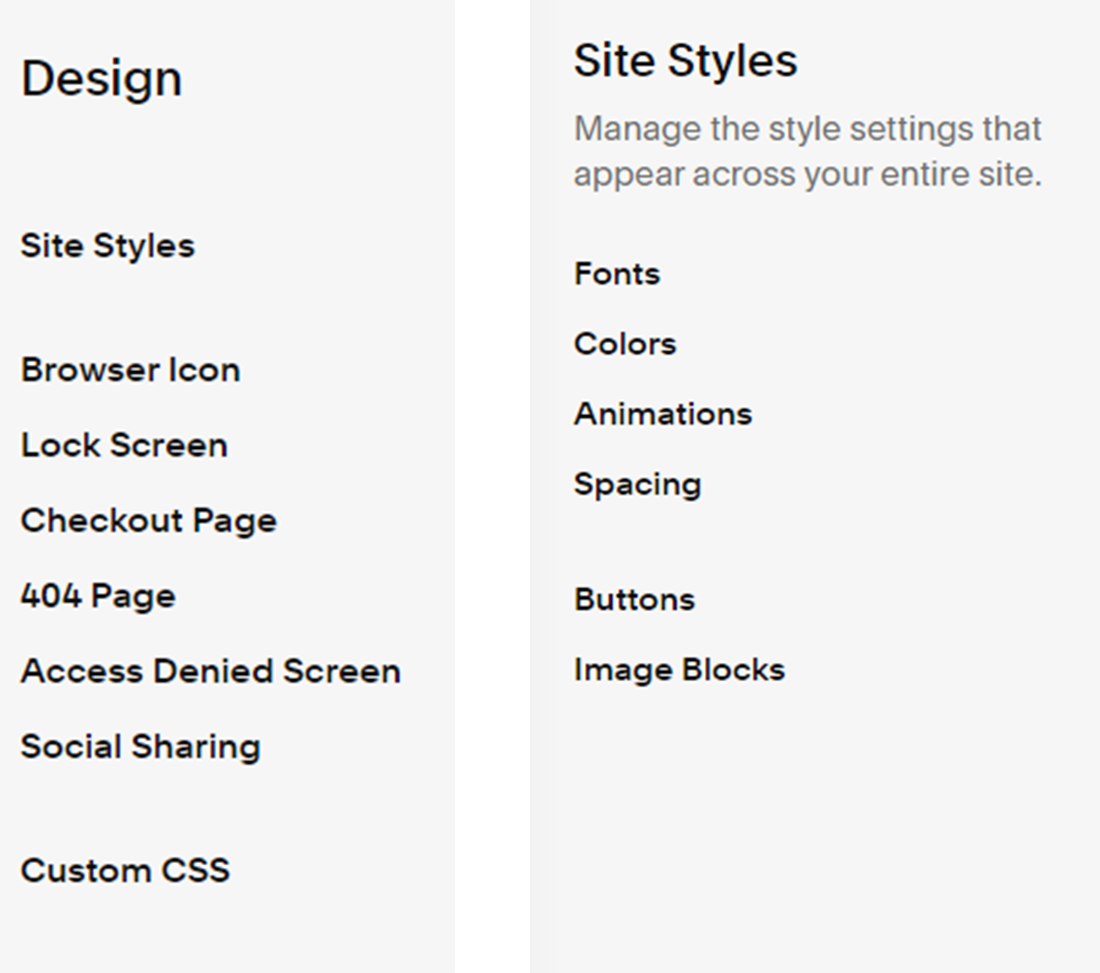 Design
Site Styles
Browser Icon
Lock Screen
Checkout Page
404 Page
Access Denied Screen
Social Sharing
Custom CSS
Site Styles
Manage the style settings that
appear across your entire site.
Fonts
Colors
Animations
Spacing
Buttons
Image Blocks